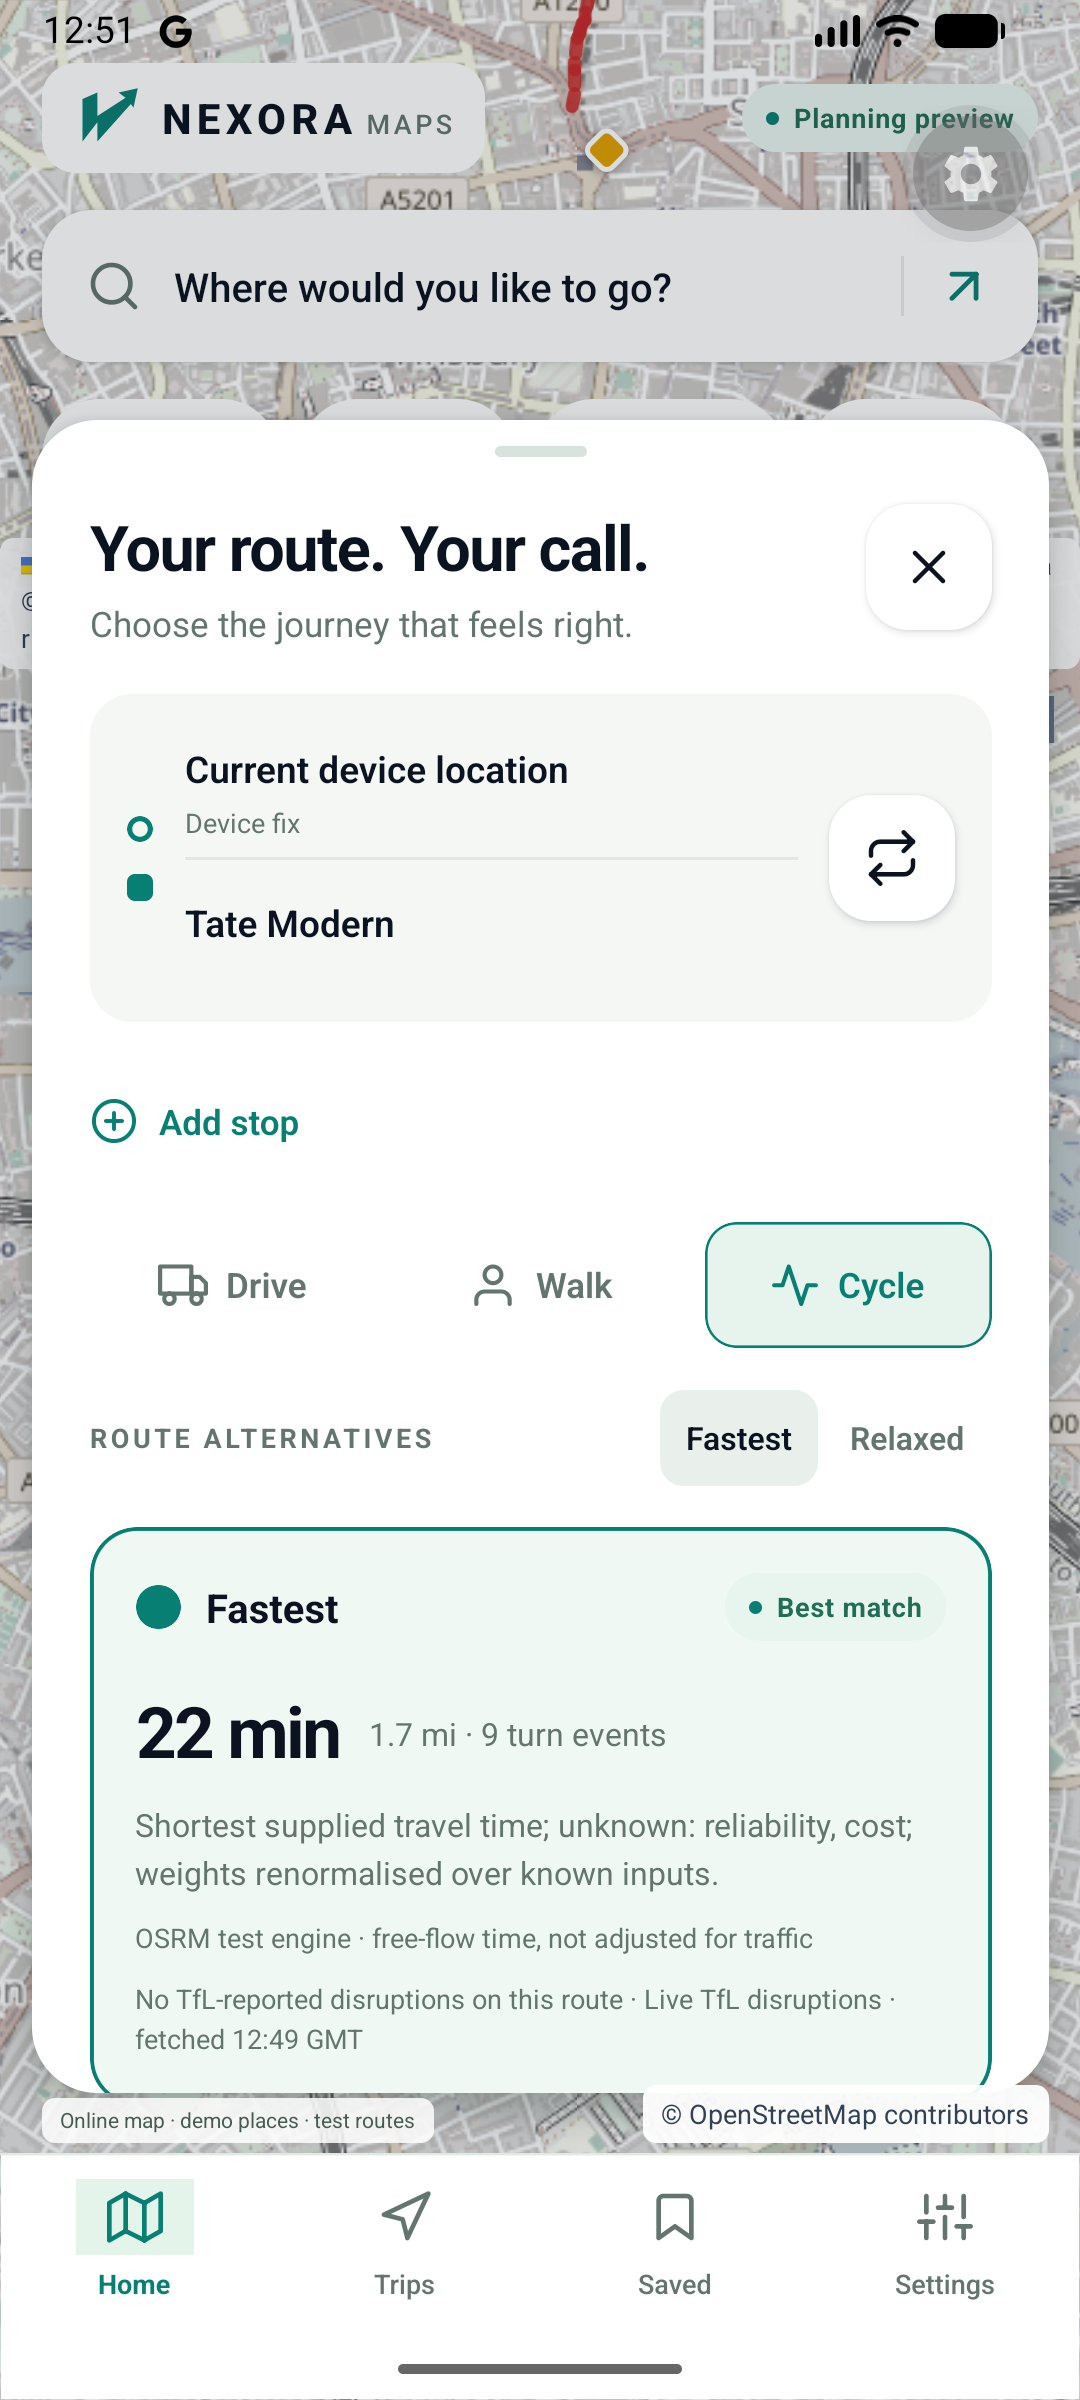 12:51 G
A1200
NEXORA MAPS
Planning preview
A5201
Where would you like to go?
Your route. Your call.
Choose the journey that feels right.
Current device location
Device fix
Tate Modern
Add stop
Drive
Walk
Cycle
ROUTE ALTERNATIVES
Fastest
Relaxed
Fastest
Best match
22 min
1.7 mi · 9 turn events
Shortest supplied travel time; unknown: reliability, cost;
weights renormalised over known inputs.
OSRM test engine · free-flow time, not adjusted for traffic
No TfL-reported disruptions on this route · Live TfL disruptions ·
fetched 12:49 GMT
Online map · demo places · test routes
© OpenStreetMap contributors
Home
Trips
Saved
Settings